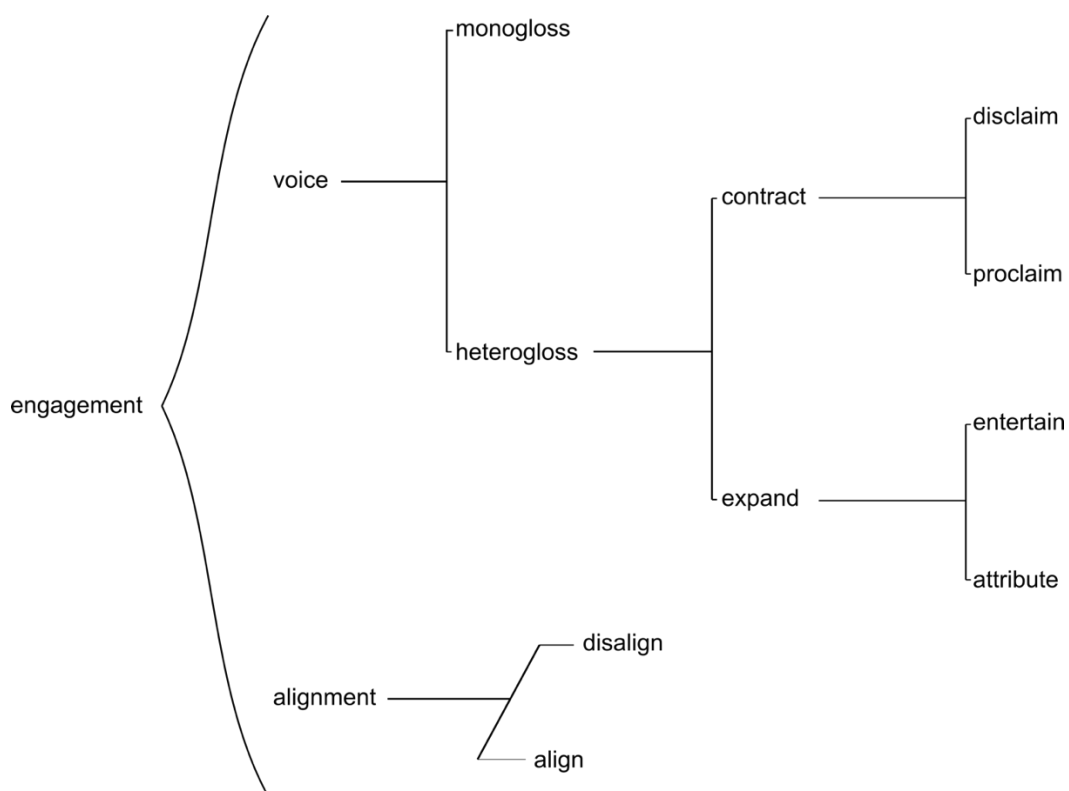 monogloss
disclaim
voice
contract
proclaim
heterogloss
engagement
entertain
expand
attribute
disalign
alignment
align